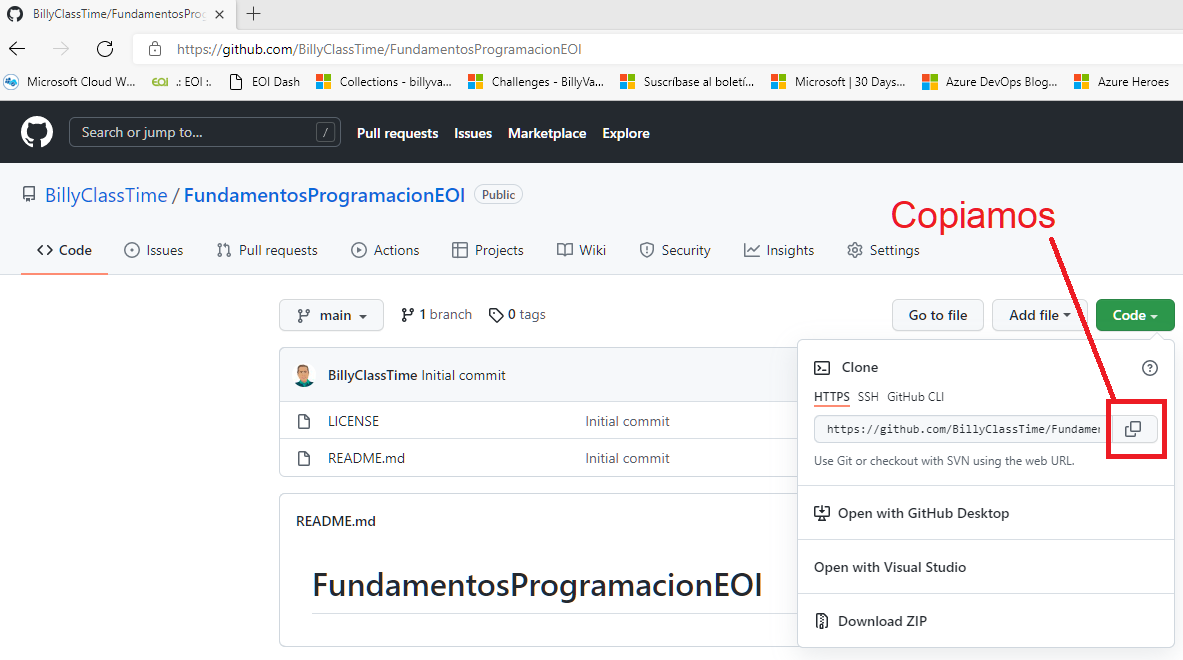 BillyClassTime/FundamentosProg
https://github.com/BillyClassTime/FundamentosProgramacionEOI
Microsoft Cloud W... EOI .: EOI :. EOI Dash Collections - billyva... Challenges - BillyVa... Suscríbase al boletí... Microsoft | 30 Days... Azure DevOps Blog... Azure Heroes
Search or jump to... / Pull requests Issues Marketplace Explore
BillyClassTime / FundamentosProgramacionEOI Public
Copiamos
Code Issues Pull requests Actions Projects Wiki Security Insights Settings
main 1 branch 0 tags Go to file Add file Code
BillyClassTime Initial commit
LICENSE Initial commit
README.md Initial commit
README.md
FundamentosProgramacionEOI
Clone
HTTPS SSH GitHub CLI
https://github.com/BillyClassTime/Fundamen
Use Git or checkout with SVN using the web URL.
Open with GitHub Desktop
Open with Visual Studio
Download ZIP